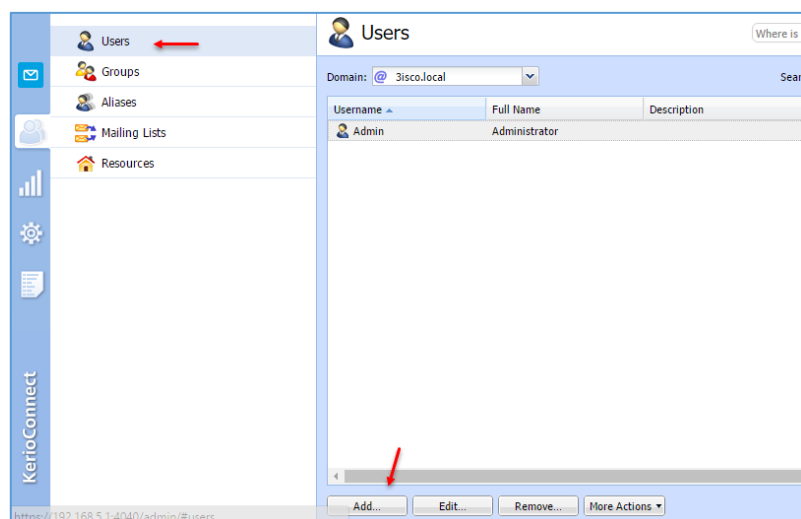 Users
Groups
Aliases
Mailing Lists
Resources
KerioConnect
https://192.168.5.1:4040/admin/#users
Users
Where is
Domain: @ 3isco.local
Sear
Username Full Name Description
Admin Administrator
Add... Edit... Remove... More Actions